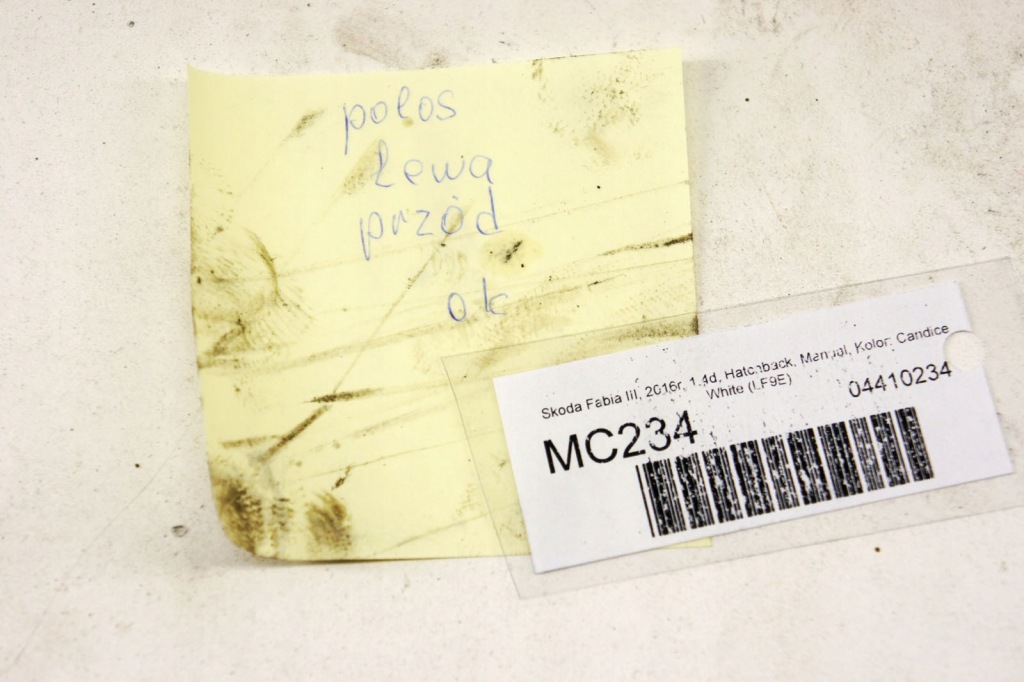 polos
lewa
przód
ok
Skoda Fabia III, 2016r, 1.4d, Hatchback, Manual, Kolor: Candice
White (LF9E)
04410234
MC234